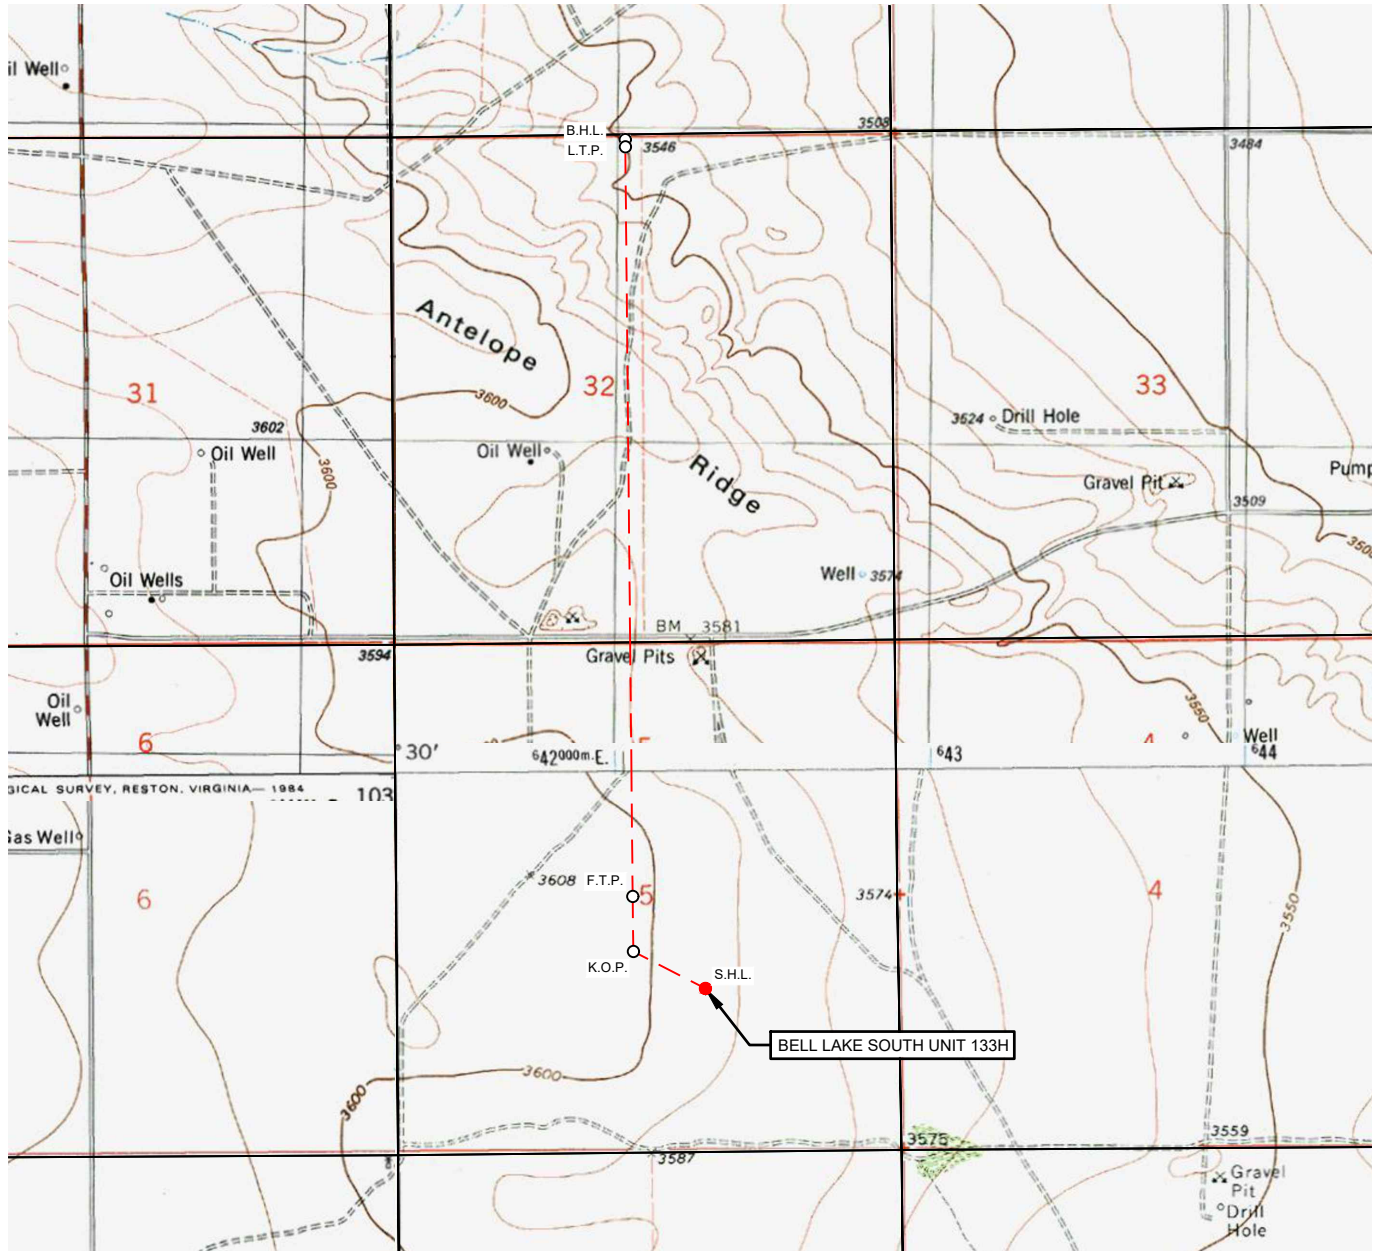 il Well
B.H.L.
L.T.P.
3546
3508
3484
Antelope
31
32
33
3600
3602
Oil Well
3600
Oil Well
Ridge
3524
Drill Hole
Gravel Pit
Pump
3509
3500
Oil Wells
Well
3574
BM 3581
3594
Gravel Pits
Oil
Well
6
30'
642000m.E.
3550
4
643
Well
644
GICAL SURVEY, RESTON, VIRGINIA— 1984
103
Gas Well
6
3608
F.T.P.
5
3574
4
3550
K.O.P.
S.H.L.
BELL LAKE SOUTH UNIT 133H
3600
3600
3587
3575
3559
Gravel
Pit
Drill
Hole